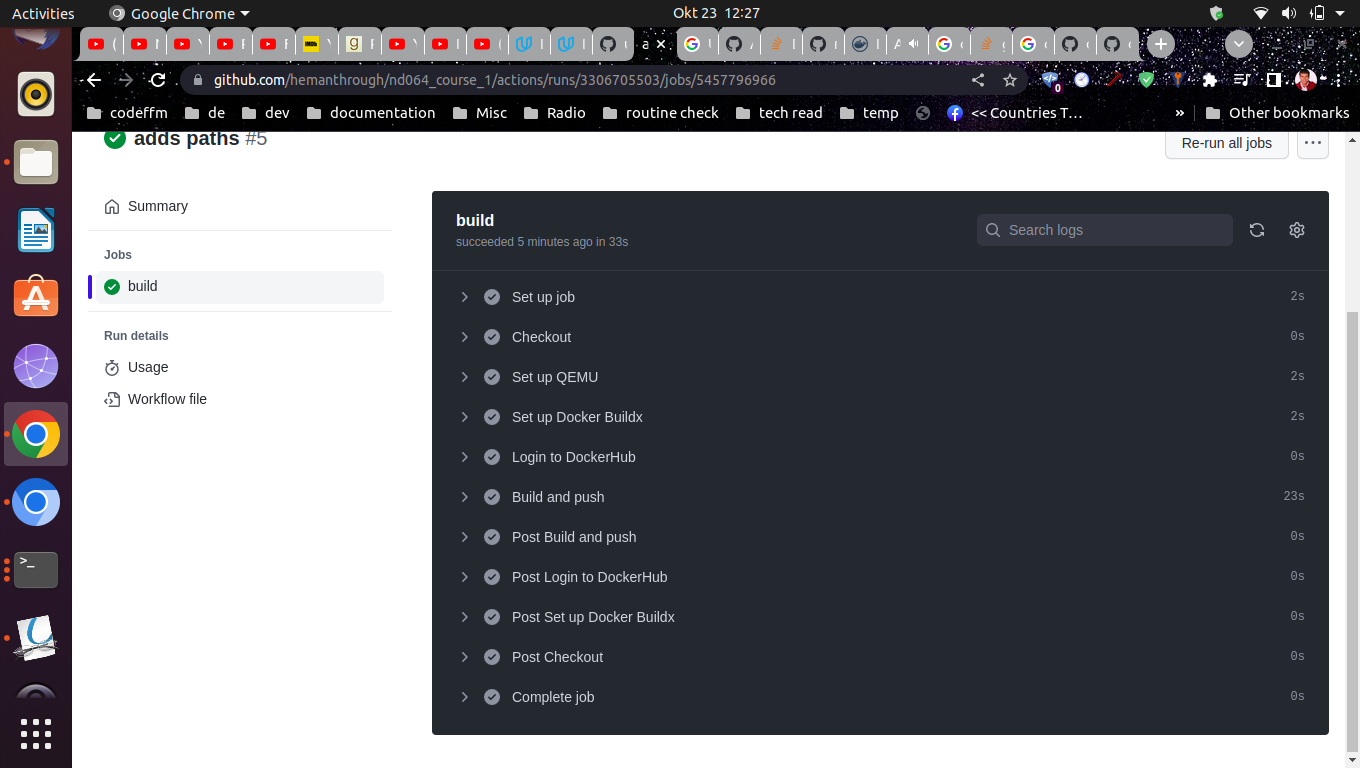 Activities
Google Chrome
Okt 23 12:27
github.com/hemanthrough/nd064_course_1/actions/runs/3306705503/jobs/5457796966
codeffm
de
dev
documentation
Misc
Radio
routine check
tech read
temp
<< Countries T...
»
Other bookmarks
adds paths #5
Re-run all jobs
Summary
Jobs
build
Run details
Usage
Workflow file
build
succeeded 5 minutes ago in 33s
Search logs
Set up job 2s
Checkout 0s
Set up QEMU 2s
Set up Docker Buildx 2s
Login to DockerHub 0s
Build and push 23s
Post Build and push 0s
Post Login to DockerHub 0s
Post Set up Docker Buildx 0s
Post Checkout 0s
Complete job 0s